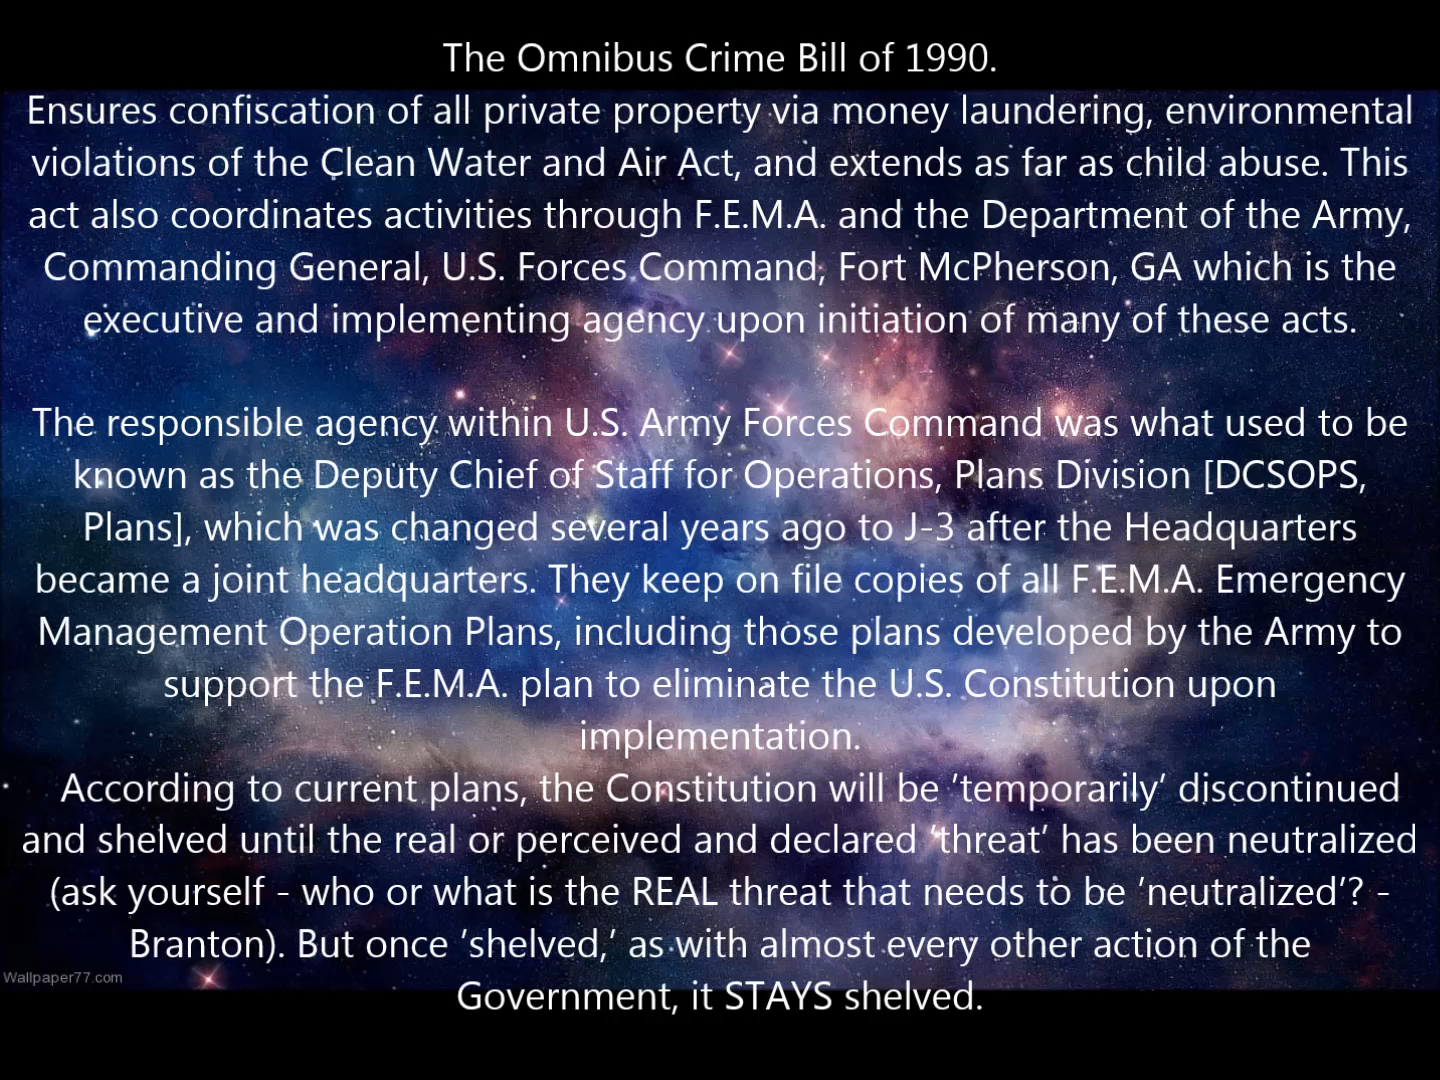 The Omnibus Crime Bill of 1990.
Ensures confiscation of all private property via money laundering, environmental
violations of the Clean Water and Air Act, and extends as far as child abuse. This
act also coordinates activities through F.E.M.A. and the Department of the Army,
Commanding General, U.S. Forces Command, Fort McPherson, GA which is the
executive and implementing agency upon initiation of many of these acts.
The responsible agency within U.S. Army Forces Command was what used to be
known as the Deputy Chief of Staff for Operations, Plans Division [DCSOPS,
Plans], which was changed several years ago to J-3 after the Headquarters
became a joint headquarters. They keep on file copies of all F.E.M.A. Emergency
Management Operation Plans, including those plans developed by the Army to
support the F.E.M.A. plan to eliminate the U.S. Constitution upon
implementation.
According to current plans, the Constitution will be 'temporarily' discontinued
and shelved until the real or perceived and declared 'threat' has been neutralized
(ask yourself - who or what is the REAL threat that needs to be 'neutralized'? -
Branton). But once 'shelved,' as with almost every other action of the
Wallpaper77.com
Government, it STAYS shelved.